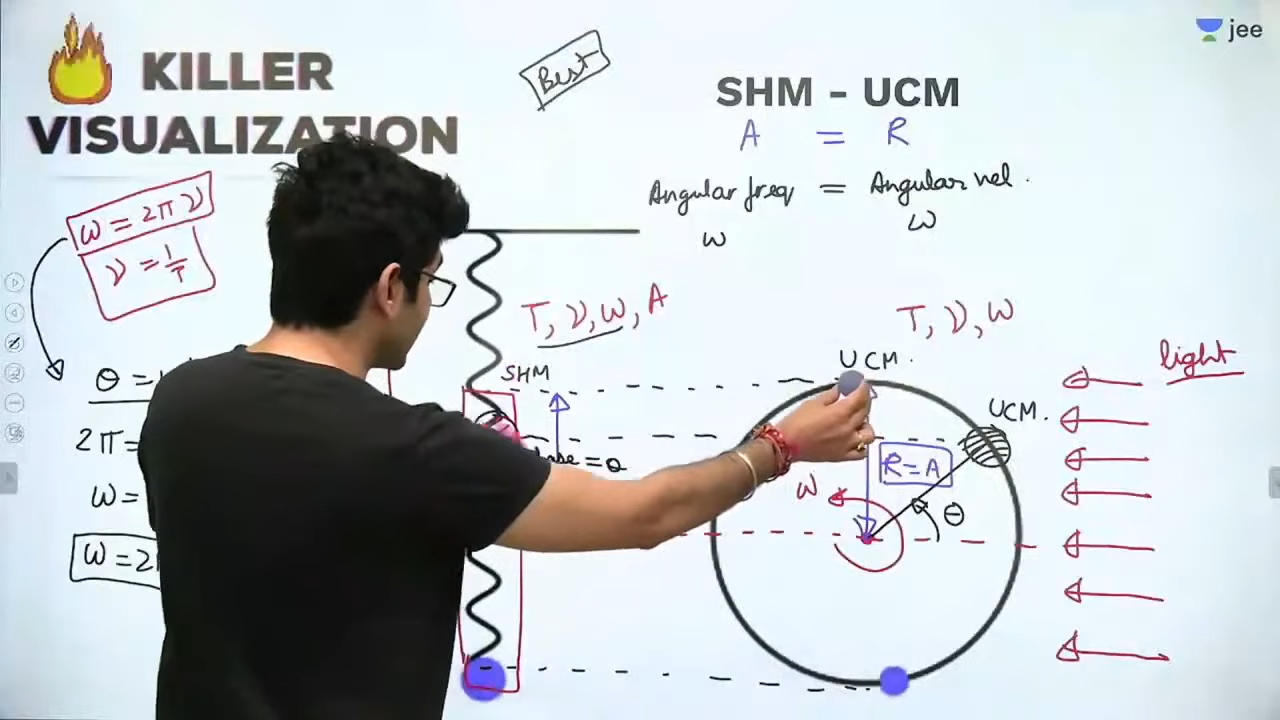 KILLER
VISUALIZATION
Best
jee
SHM - UCM
A = R
Angular freq = Angular vel.
ω ω
ω = 2πν
ν = 1/T
T, ν, ω, A
T, ν, ω
θ =
2π =
ω =
ω = 2
SHM
UCM.
UCM.
light
= θ
R = A
ω
θ